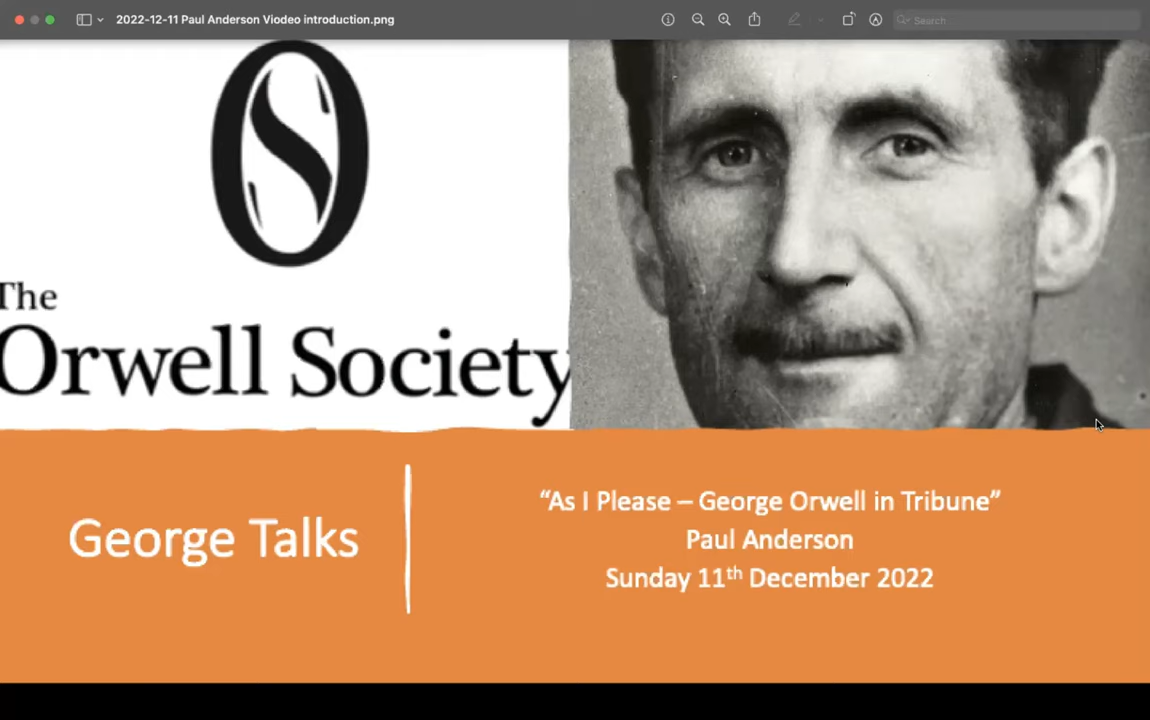 2022-12-11 Paul Anderson Viodeo introduction.png
Search
The
Orwell Society
George Talks
“As I Please – George Orwell in Tribune”
Paul Anderson
Sunday 11th December 2022